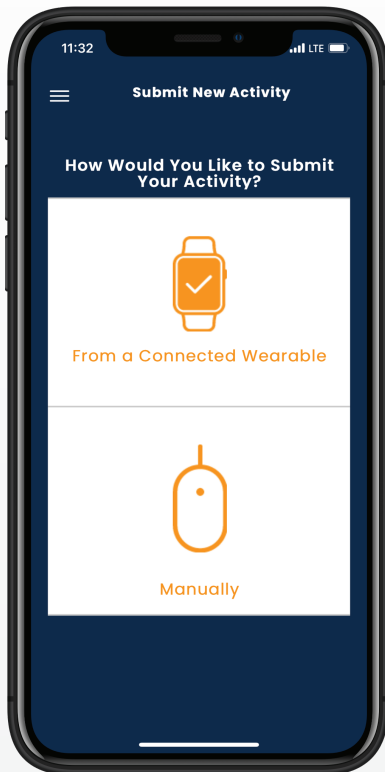 11:32
LTE
Submit New Activity
How Would You Like to Submit
Your Activity?
From a Connected Wearable
Manually